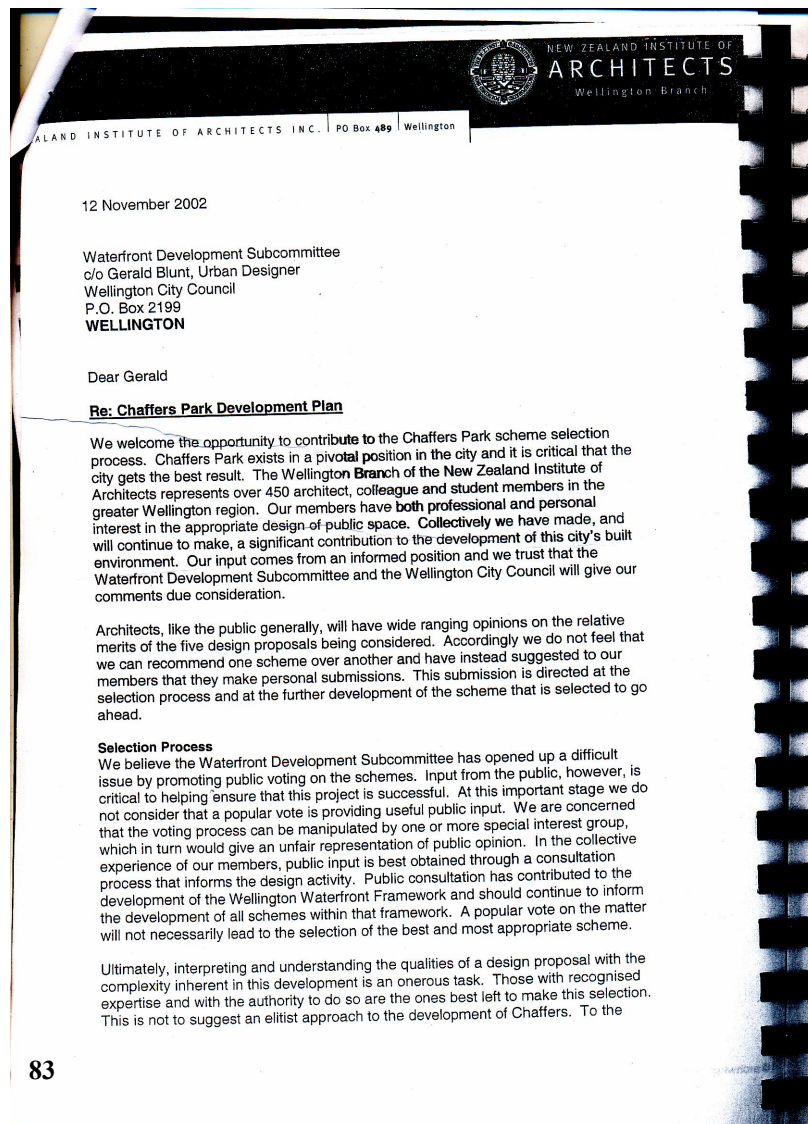 NEW ZEALAND INSTITUTE OF
ARCHITECTS
Wellington Branch
ALAND INSTITUTE OF ARCHITECTS INC. | PO Box 489 | Wellington
12 November 2002
Waterfront Development Subcommittee
c/o Gerald Blunt, Urban Designer
Wellington City Council
P.O. Box 2199
WELLINGTON
Dear Gerald
Re: Chaffers Park Development Plan
We welcome the opportunity to contribute to the Chaffers Park scheme selection
process. Chaffers Park exists in a pivotal position in the city and it is critical that the
city gets the best result. The Wellington Branch of the New Zealand Institute of
Architects represents over 450 architect, colleague and student members in the
greater Wellington region. Our members have both professional and personal
interest in the appropriate design of public space. Collectively we have made, and
will continue to make, a significant contribution to the development of this city's built
environment. Our input comes from an informed position and we trust that the
Waterfront Development Subcommittee and the Wellington City Council will give our
comments due consideration.
Architects, like the public generally, will have wide ranging opinions on the relative
merits of the five design proposals being considered. Accordingly we do not feel that
we can recommend one scheme over another and have instead suggested to our
members that they make personal submissions. This submission is directed at the
selection process and at the further development of the scheme that is selected to go
ahead.
Selection Process
We believe the Waterfront Development Subcommittee has opened up a difficult
issue by promoting public voting on the schemes. Input from the public, however, is
critical to helping ensure that this project is successful. At this important stage we do
not consider that a popular vote is providing useful public input. We are concerned
that the voting process can be manipulated by one or more special interest group,
which in turn would give an unfair representation of public opinion. In the collective
experience of our members, public input is best obtained through a consultation
process that informs the design activity. Public consultation has contributed to the
development of the Wellington Waterfront Framework and should continue to inform
the development of all schemes within that framework. A popular vote on the matter
will not necessarily lead to the selection of the best and most appropriate scheme.
Ultimately, interpreting and understanding the qualities of a design proposal with the
complexity inherent in this development is an onerous task. Those with recognised
expertise and with the authority to do so are the ones best left to make this selection.
This is not to suggest an elitist approach to the development of Chaffers. To the
83